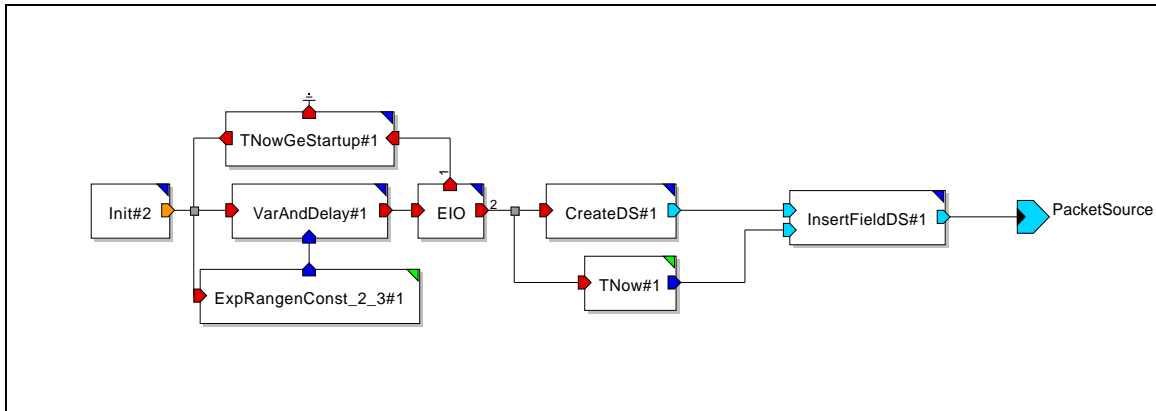 TNowGeStartup#1
1
Init#2
VarAndDelay#1
EIO
2
CreateDS#1
InsertFieldDS#1
PacketSource
TNow#1
ExpRangenConst_2_3#1